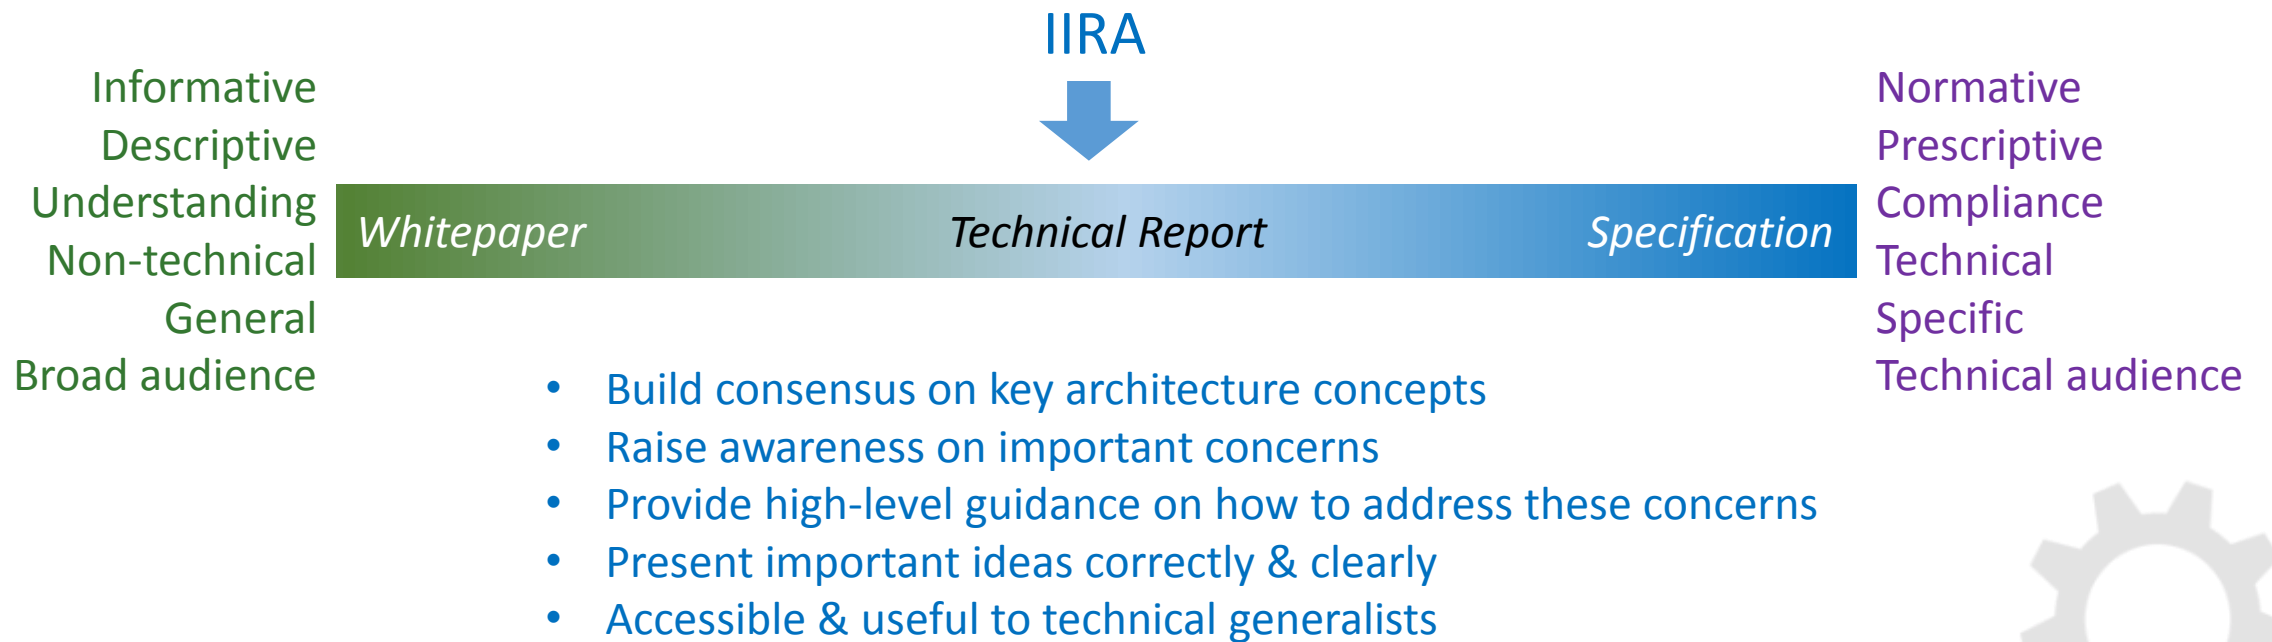 IIRA
Informative
Descriptive
Understanding
Non-technical
General
Broad audience
Whitepaper
Technical Report
Specification
Normative
Prescriptive
Compliance
Technical
Specific
Technical audience
• Build consensus on key architecture concepts
• Raise awareness on important concerns
• Provide high-level guidance on how to address these concerns
• Present important ideas correctly & clearly
• Accessible & useful to technical generalists